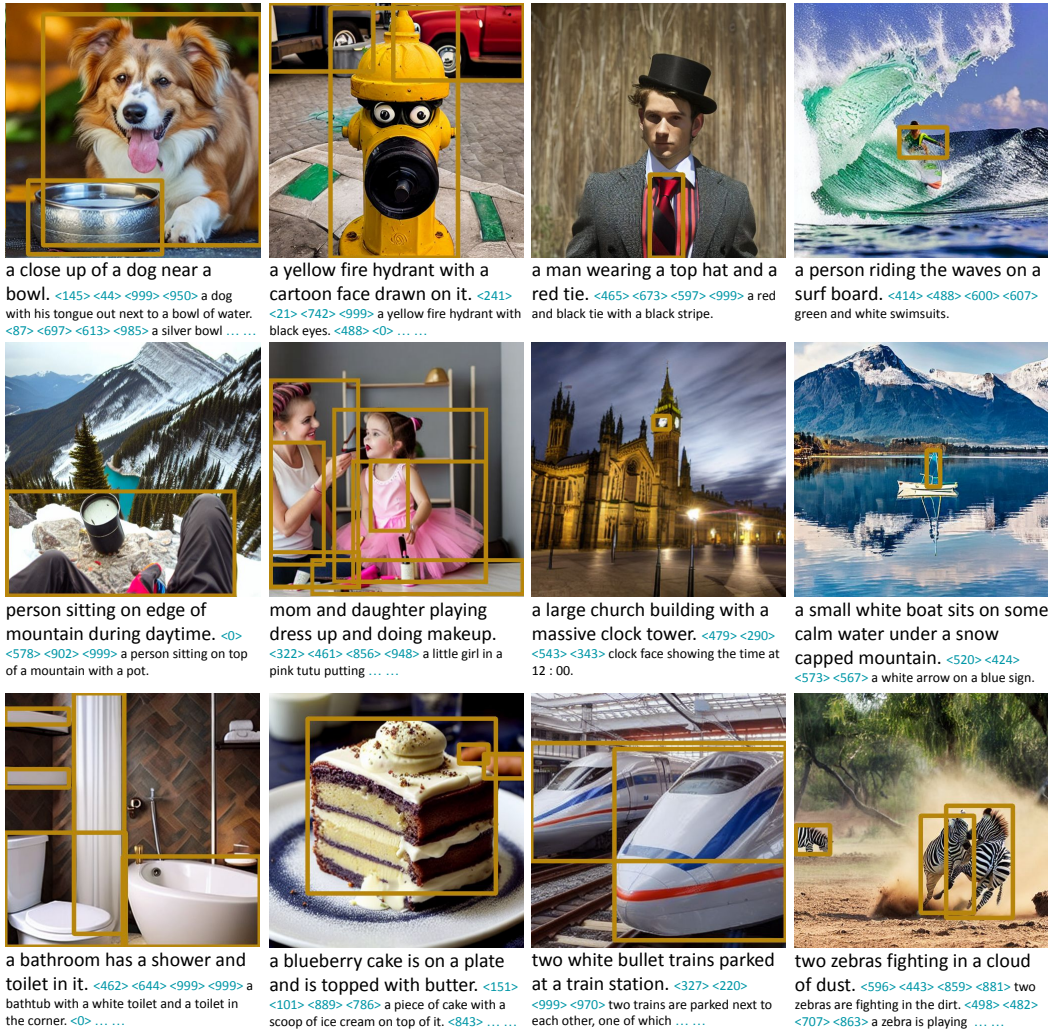 a close up of a dog near a
bowl. <145> <44> <999> <950> a dog
with his tongue out next to a bowl of water.
<87> <697> <613> <985> a silver bowl ... ...
a yellow fire hydrant with a
cartoon face drawn on it. <241>
<21> <742> <999> a yellow fire hydrant with
black eyes. <488> <0> ... ...
a man wearing a top hat and a
red tie. <465> <673> <597> <999> a red
and black tie with a black stripe.
a person riding the waves on a
surf board. <414> <488> <600> <607>
green and white swimsuits.
person sitting on edge of
mountain during daytime. <0>
<578> <902> <999> a person sitting on top
of a mountain with a pot.
mom and daughter playing
dress up and doing makeup.
<322> <461> <856> <948> a little girl in a
pink tutu putting ... ...
a large church building with a
massive clock tower. <479> <290>
<543> <343> clock face showing the time at
12 : 00.
a small white boat sits on some
calm water under a snow
capped mountain. <520> <424>
<573> <567> a white arrow on a blue sign.
a bathroom has a shower and
toilet in it. <462> <644> <999> <999> a
bathtub with a white toilet and a toilet in
the corner. <0> ... ...
a blueberry cake is on a plate
and is topped with butter. <151>
<101> <889> <786> a piece of cake with a
scoop of ice cream on top of it. <843> ... ...
two white bullet trains parked
at a train station. <327> <220>
<999> <970> two trains are parked next to
each other, one of which ... ...
two zebras fighting in a cloud
of dust. <596> <443> <859> <881> two
zebras are fighting in the dirt. <498> <482>
<707> <863> a zebra is playing ... ...